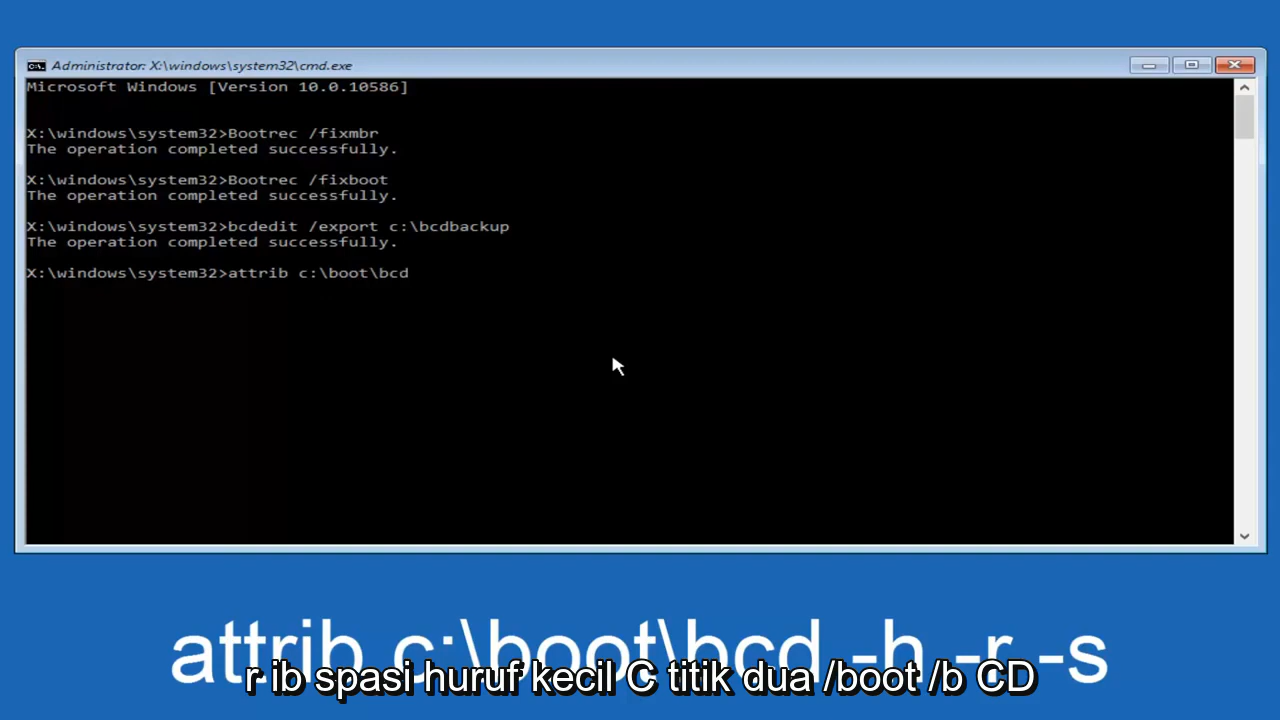 Administrator: X:\windows\system32\cmd.exe
Microsoft Windows [Version 10.0.10586]
X:\windows\system32>Bootrec /fixmbr
The operation completed successfully.
X:\windows\system32>Bootrec /fixboot
The operation completed successfully.
X:\windows\system32>bcdedit /export c:\bcdbackup
The operation completed successfully.
X:\windows\system32>attrib c:\boot\bcd
attrib c:\boot\bcd -h -r -s
r ib spasi huruf kecil C titik dua /boot /b CD